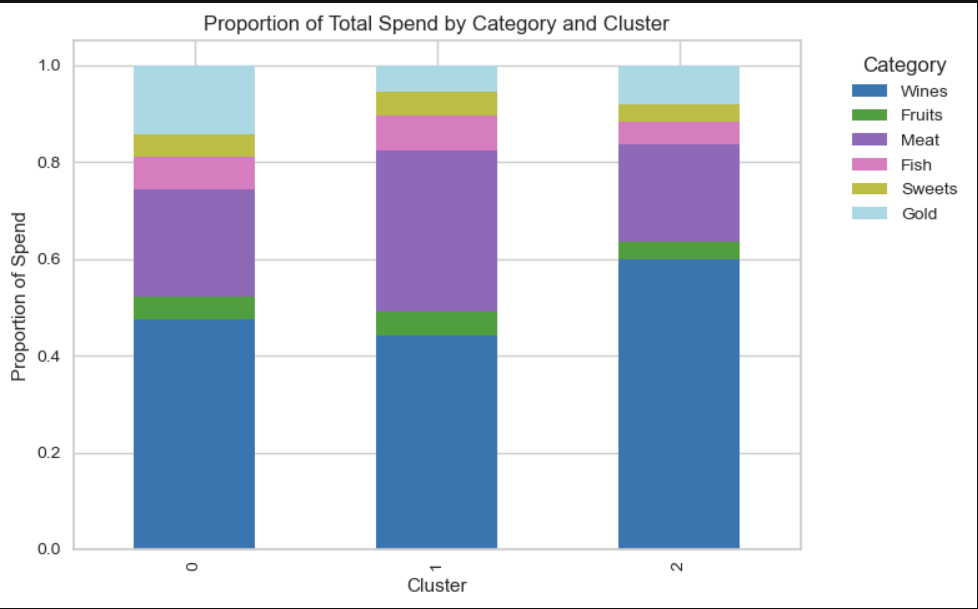 Proportion of Total Spend by Category and Cluster
Category
Wines
Fruits
Meat
Fish
Sweets
Gold
Proportion of Spend
1.0
0.8
0.6
0.4
0.2
0.0
0
1
2
Cluster